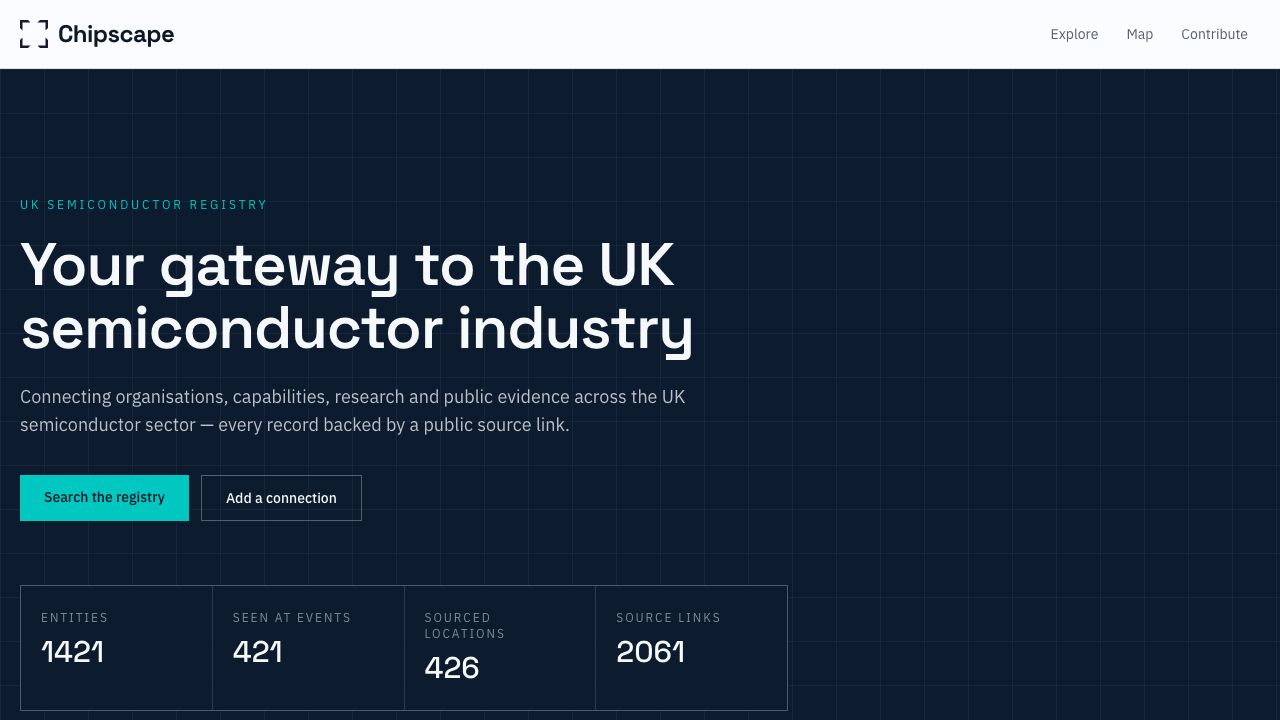 Chipscape
Explore
Map
Contribute
UK SEMICONDUCTOR REGISTRY
Your gateway to the UK
semiconductor industry
Connecting organisations, capabilities, research and public evidence across the UK
semiconductor sector — every record backed by a public source link.
Search the registry
Add a connection
ENTITIES
1421
SEEN AT EVENTS
421
SOURCED
LOCATIONS
426
SOURCE LINKS
2061